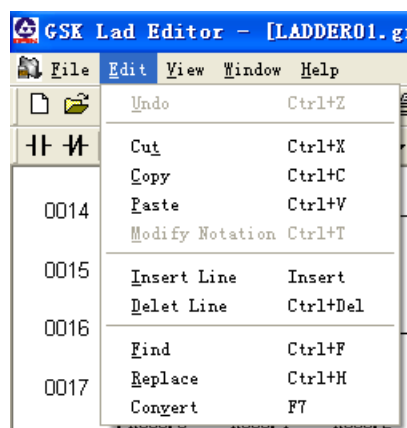 GSK Lad Editor - [LADDER01.g
File Edit View Window Help
Undo Ctrl+Z
Cut Ctrl+X
Copy Ctrl+C
0014
Paste Ctrl+V
Modify Notation Ctrl+T
0015
Insert Line Insert
Delet Line Ctrl+Del
0016
Find Ctrl+F
0017
Replace Ctrl+H
Convert F7